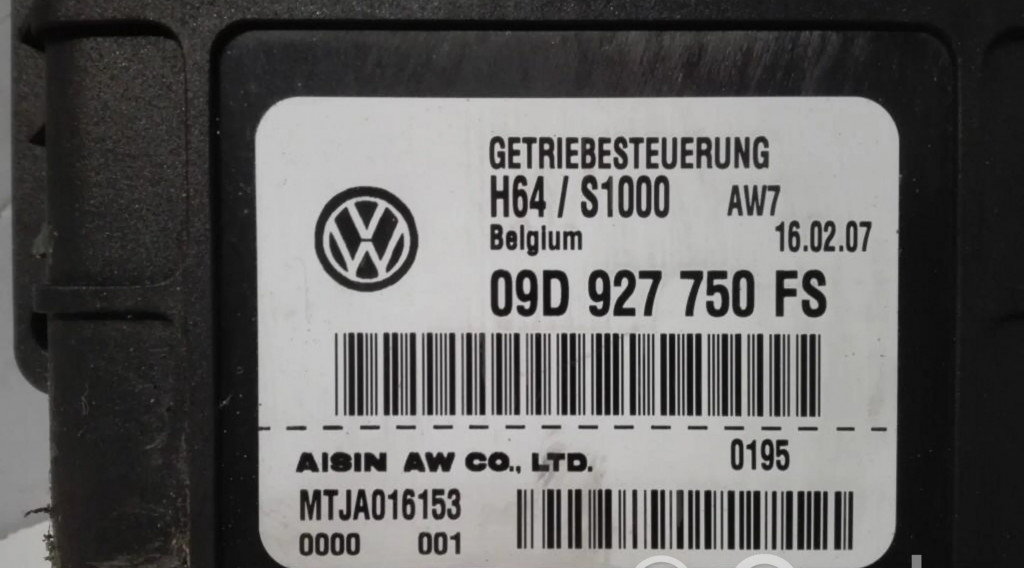 GETRIEBESTEUERUNG
H64 / S1000 AW7
Belgium 16.02.07
09D 927 750 FS
AISIN AW CO., LTD. 0195
MTJA016153
0000 001